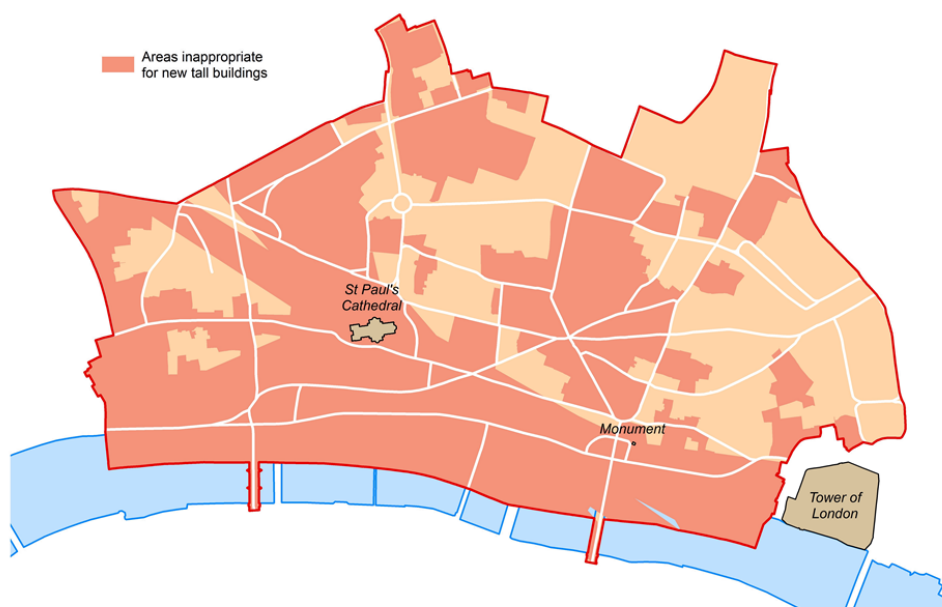 Areas inappropriate
for new tall buildings
St Paul's
Cathedral
Monument
Tower of
London